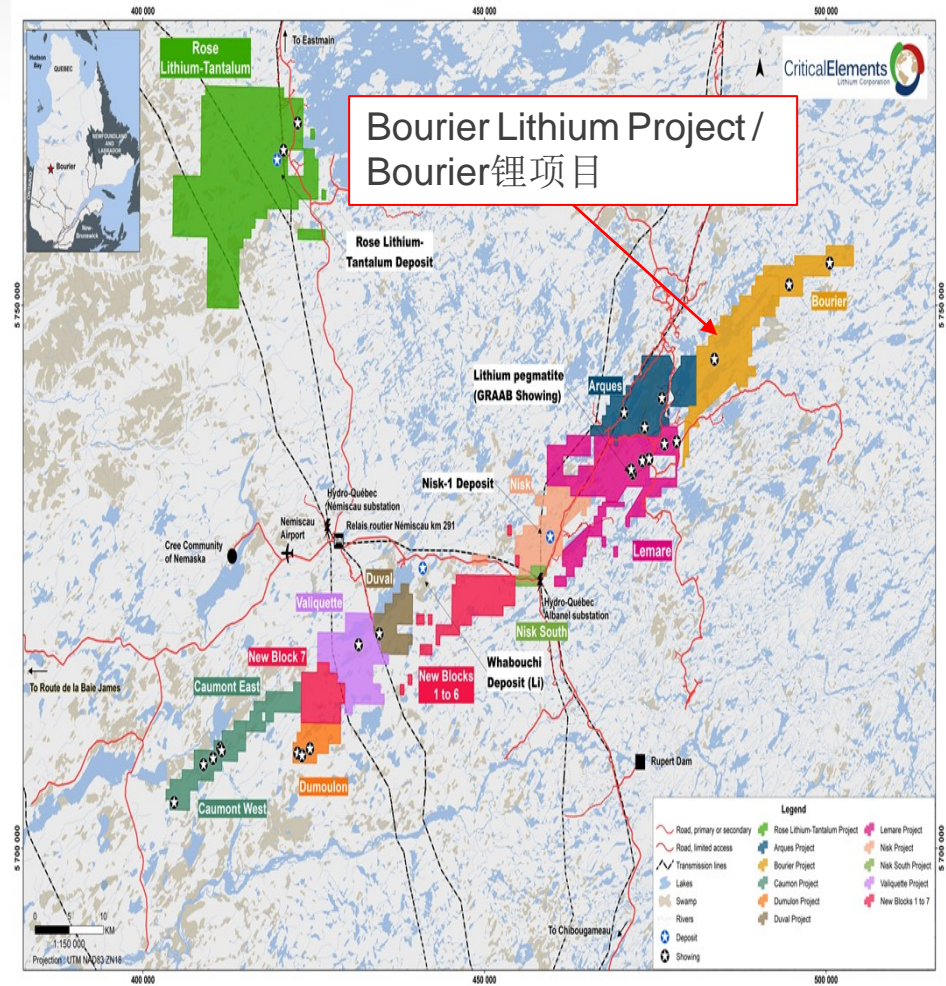 400 000
450 000
500 000
Hudson
Bay
QUEBEC
NEWFOUNDLAND
AND
LABRADOR
Bourier
New-
Brunswick
To Eastmain
Rose
Lithium-Tantalum
CriticalElements
Lithium Corporation
Bourier Lithium Project /
Bourier锂项目
Rose Lithium-
Tantalum Deposit
5 750 000
5 750 000
Bourier
Lithium pegmatite
(GRAAB Showing)
Arques
Nisk-1 Deposit
Nisk
Hydro-Québec
Némiscau substation
Nemiscau
Airport
Relais routier Némiscau km 291
Cree Community
of Nemaska
Lemare
Duval
Valiquette
Hydro-Québec
Albanel substation
Nisk South
New Block 7
New Blocks
1 to 6
Whabouchi
Deposit (Li)
To Route de la Baie James
Caumont East
Rupert Dam
Dumoulon
Caumont West
5 700 000
5 700 000
Legend
Road, primary or secondary
Road, limited access
Transmission lines
Lakes
Swamp
Rivers
Deposit
Showing
Rose Lithium-Tantalum Project
Arques Project
Bourier Project
Caumon Project
Dumulon Project
Duval Project
Lemare Project
Nisk Project
Nisk South Project
Valiquette Project
New Blocks 1 to 7
To Chibougameau
0 5 10
KM
1:150 000
Projection : UTM NAD83 ZN18
400 000
450 000
500 000